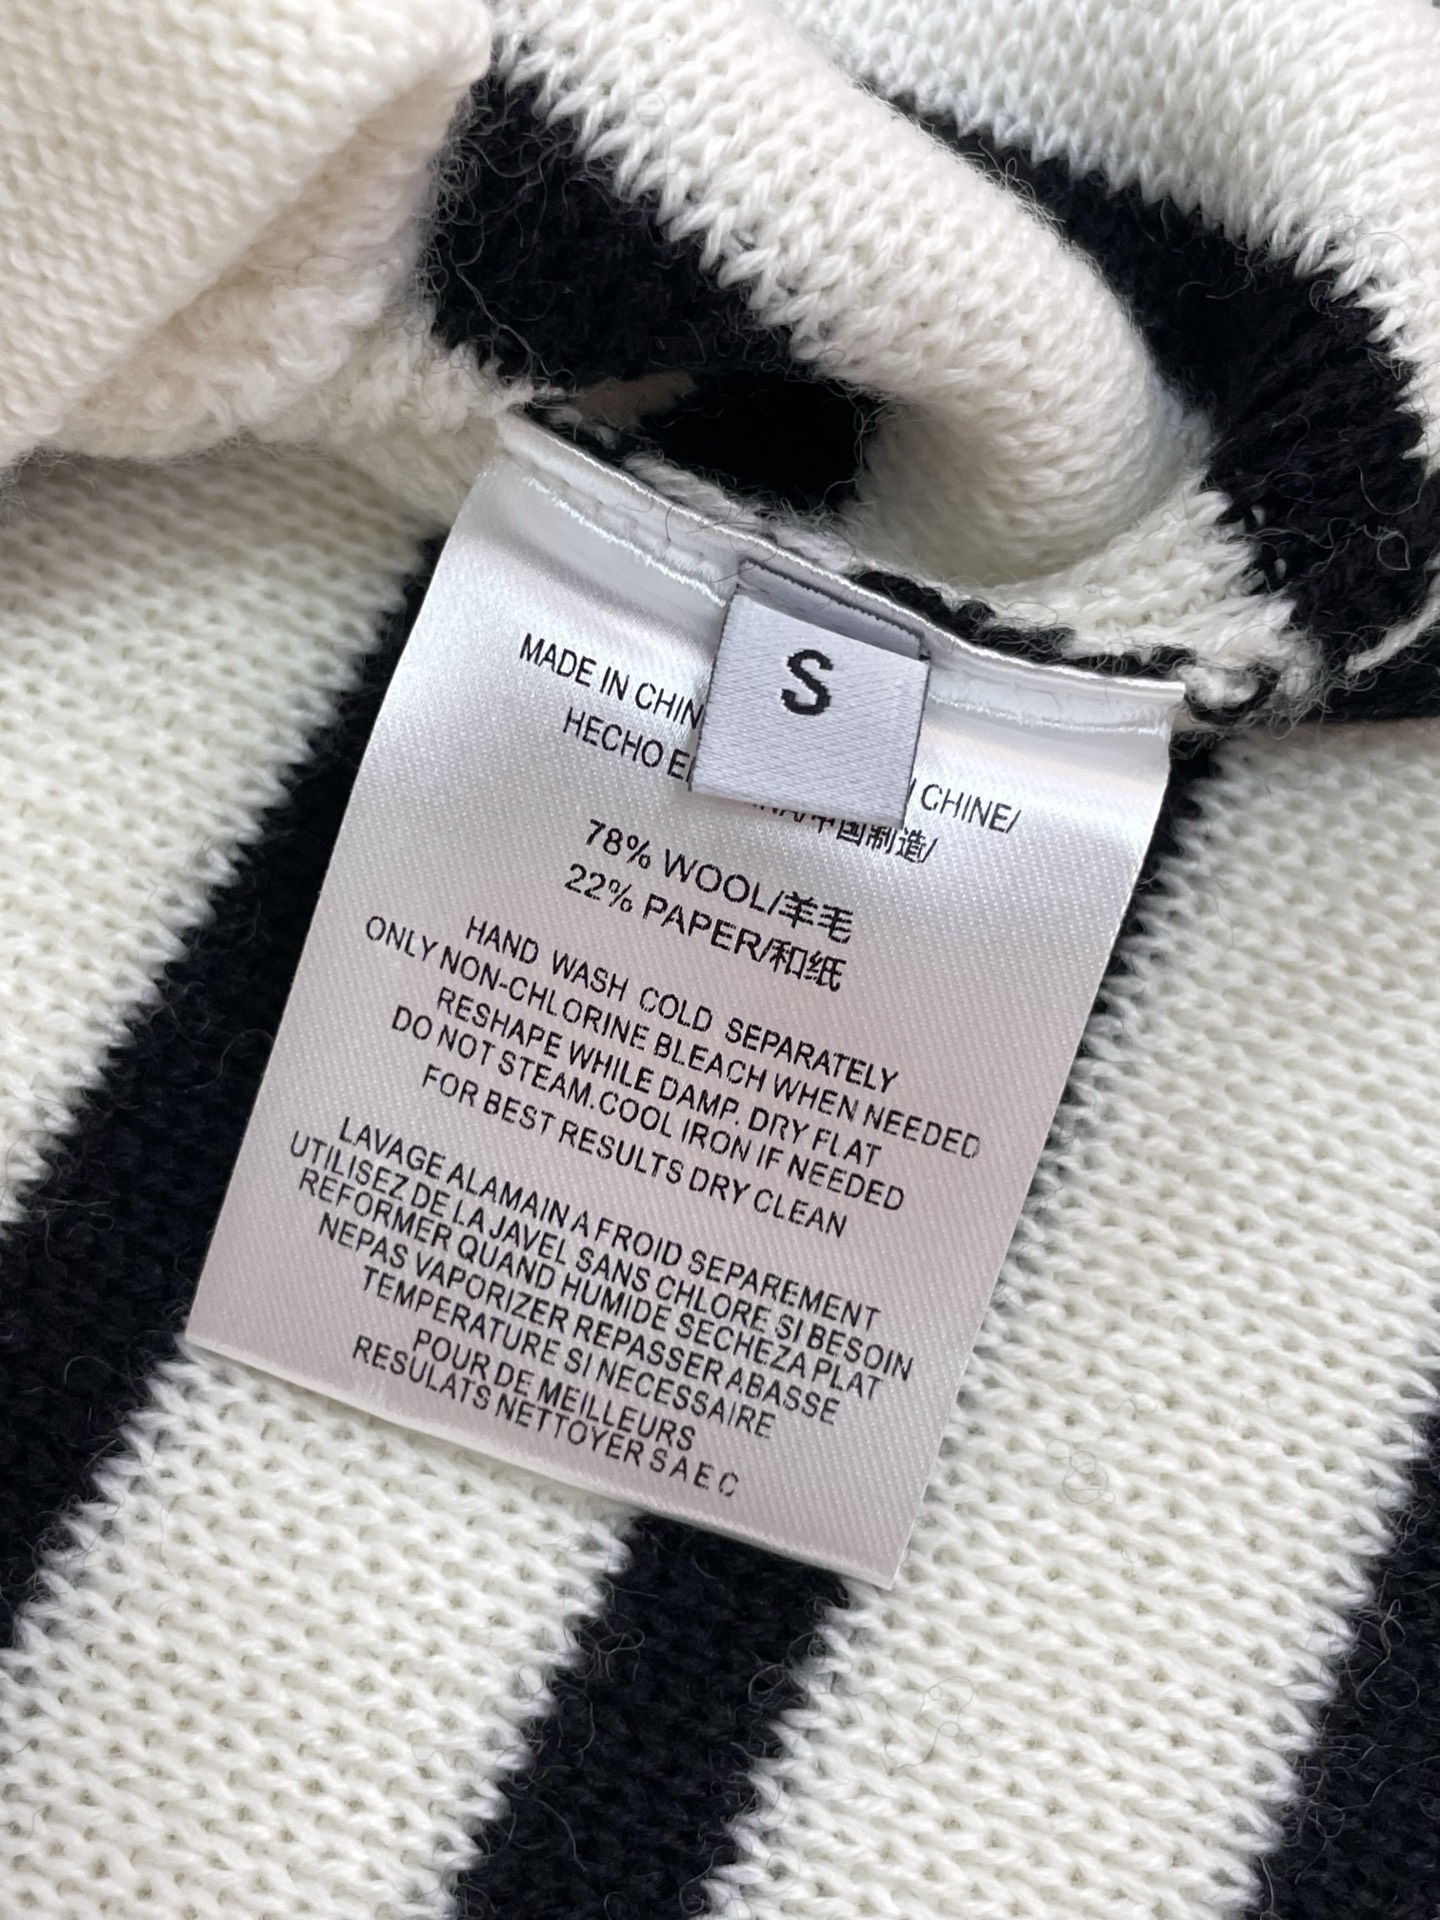 S
MADE IN CHIN CHINE/
HECHO 中国制造/
78% WOOL/羊毛
22% PAPER/和纸
HAND WASH COLD SEPARATELY
ONLY NON-CHLORINE BLEACH WHEN NEEDED
RESHAPE WHILE DAMP. DRY FLAT
DO NOT STEAM.COOL IRON IF NEEDED
FOR BEST RESULTS DRY CLEAN
LAVAGE ALAMAIN A FROID SEPAREMENT
UTILISEZ DE LA JAVEL SANS CHLORE SI BESOIN
REFORMER QUAND HUMIDE SECHEZA PLAT
NEPAS VAPORIZER REPASSER ABASSE
TEMPERATURE SI NECESSAIRE
POUR DE MEILLEURS
RESULATS NETTOYER S A E C